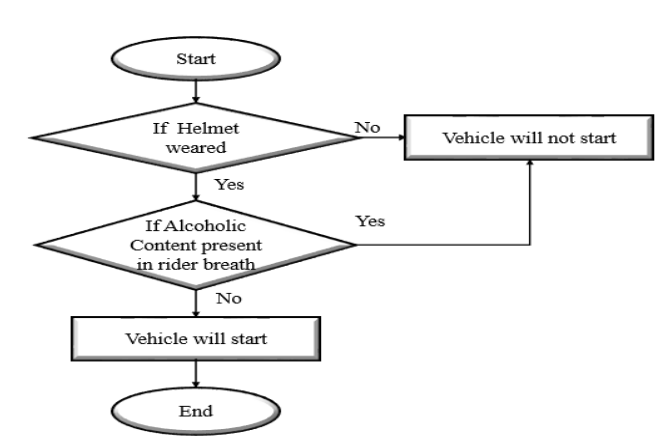 Start
If Helmet
weared
No
Vehicle will not start
Yes
If Alcoholic
Content present
in rider breath
Yes
No
Vehicle will start
End